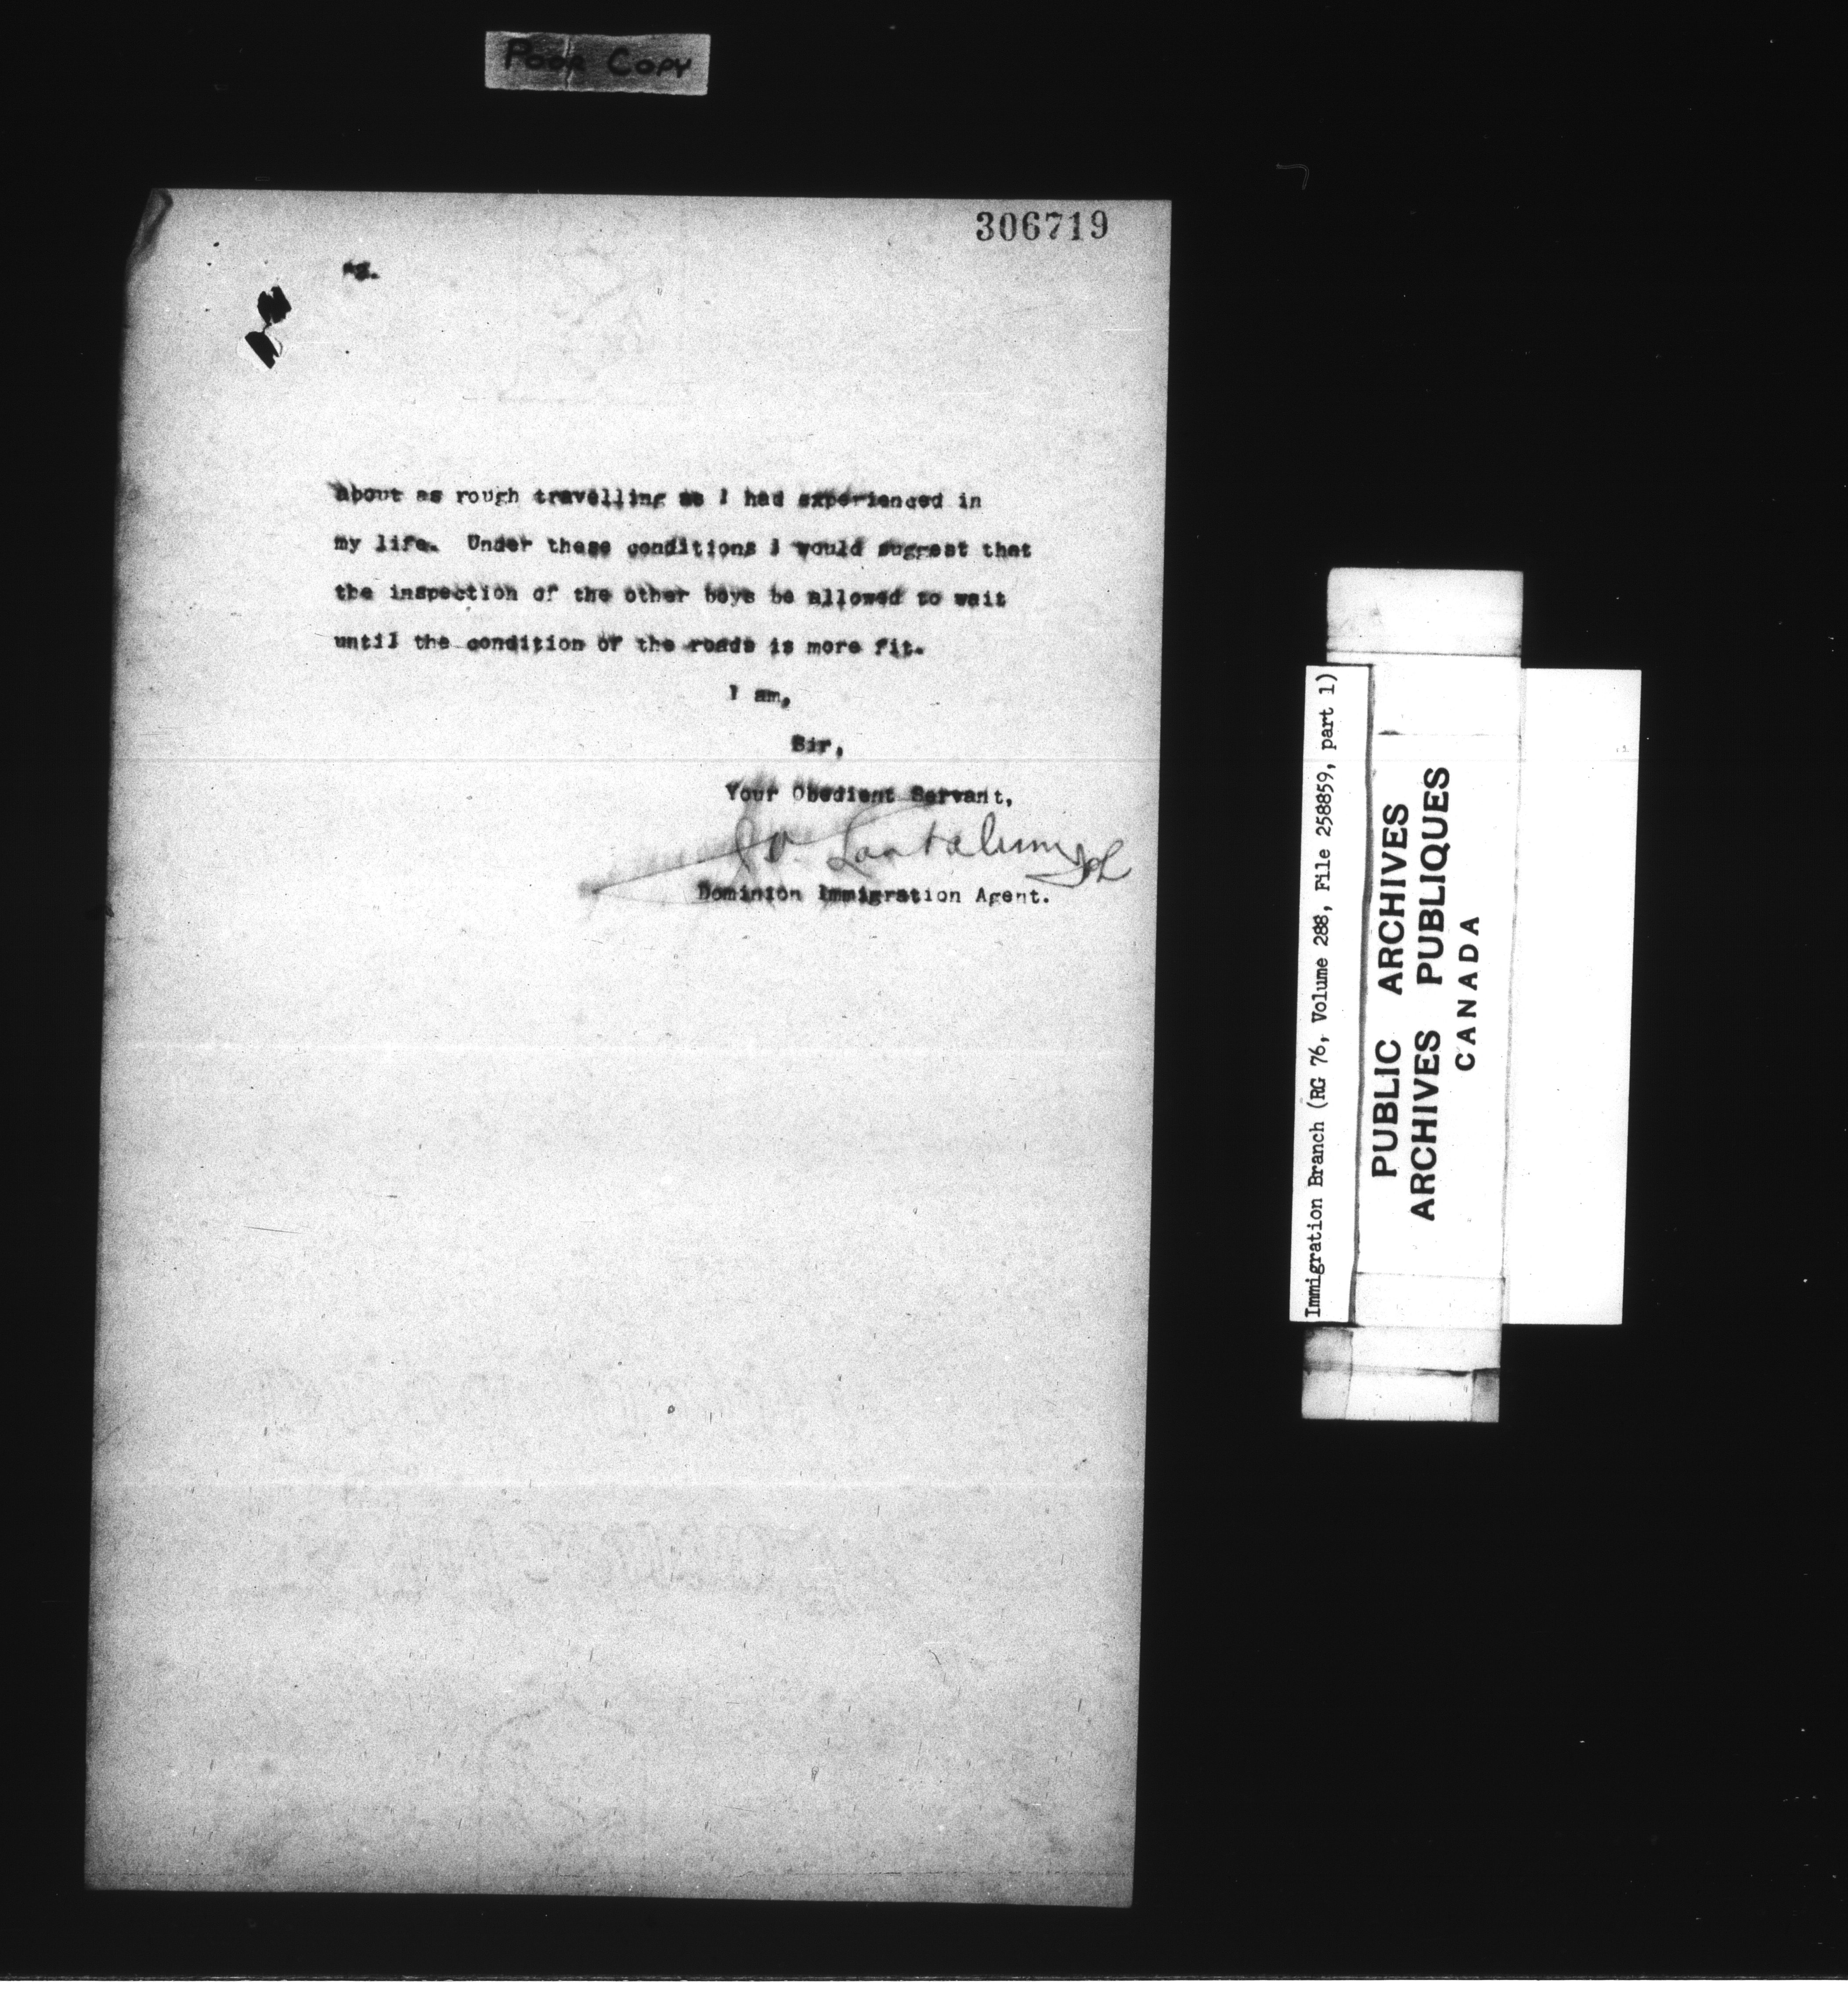 POOR COPY
306719
about as rough travelling as I had experienced in
my life. Under these conditions I would suggest that
the inspection of the other boys be allowed to wait
until the condition of the roads is more fit.
I am,
Sir,
Your Obedient Servant,
Dominion Immigration Agent.
Immigration Branch (RG 76, Volume 288, File 258859, part 1)
PUBLIC ARCHIVES
ARCHIVES PUBLIQUES
CANADA